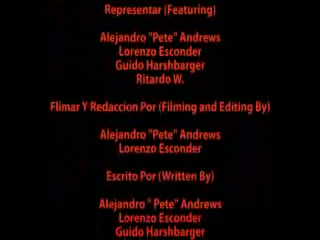 Representar (Featuring)
Alejandro "Pete" Andrews
Lorenzo Esconder
Guido Harshbarger
Ritardo W.
Flimar Y Redaccion Por (Filming and Editing By)
Alejandro "Pete" Andrews
Lorenzo Esconder
Escrito Por (Written By)
Alejandro " Pete" Andrews
Lorenzo Esconder
Guido Harshbarger